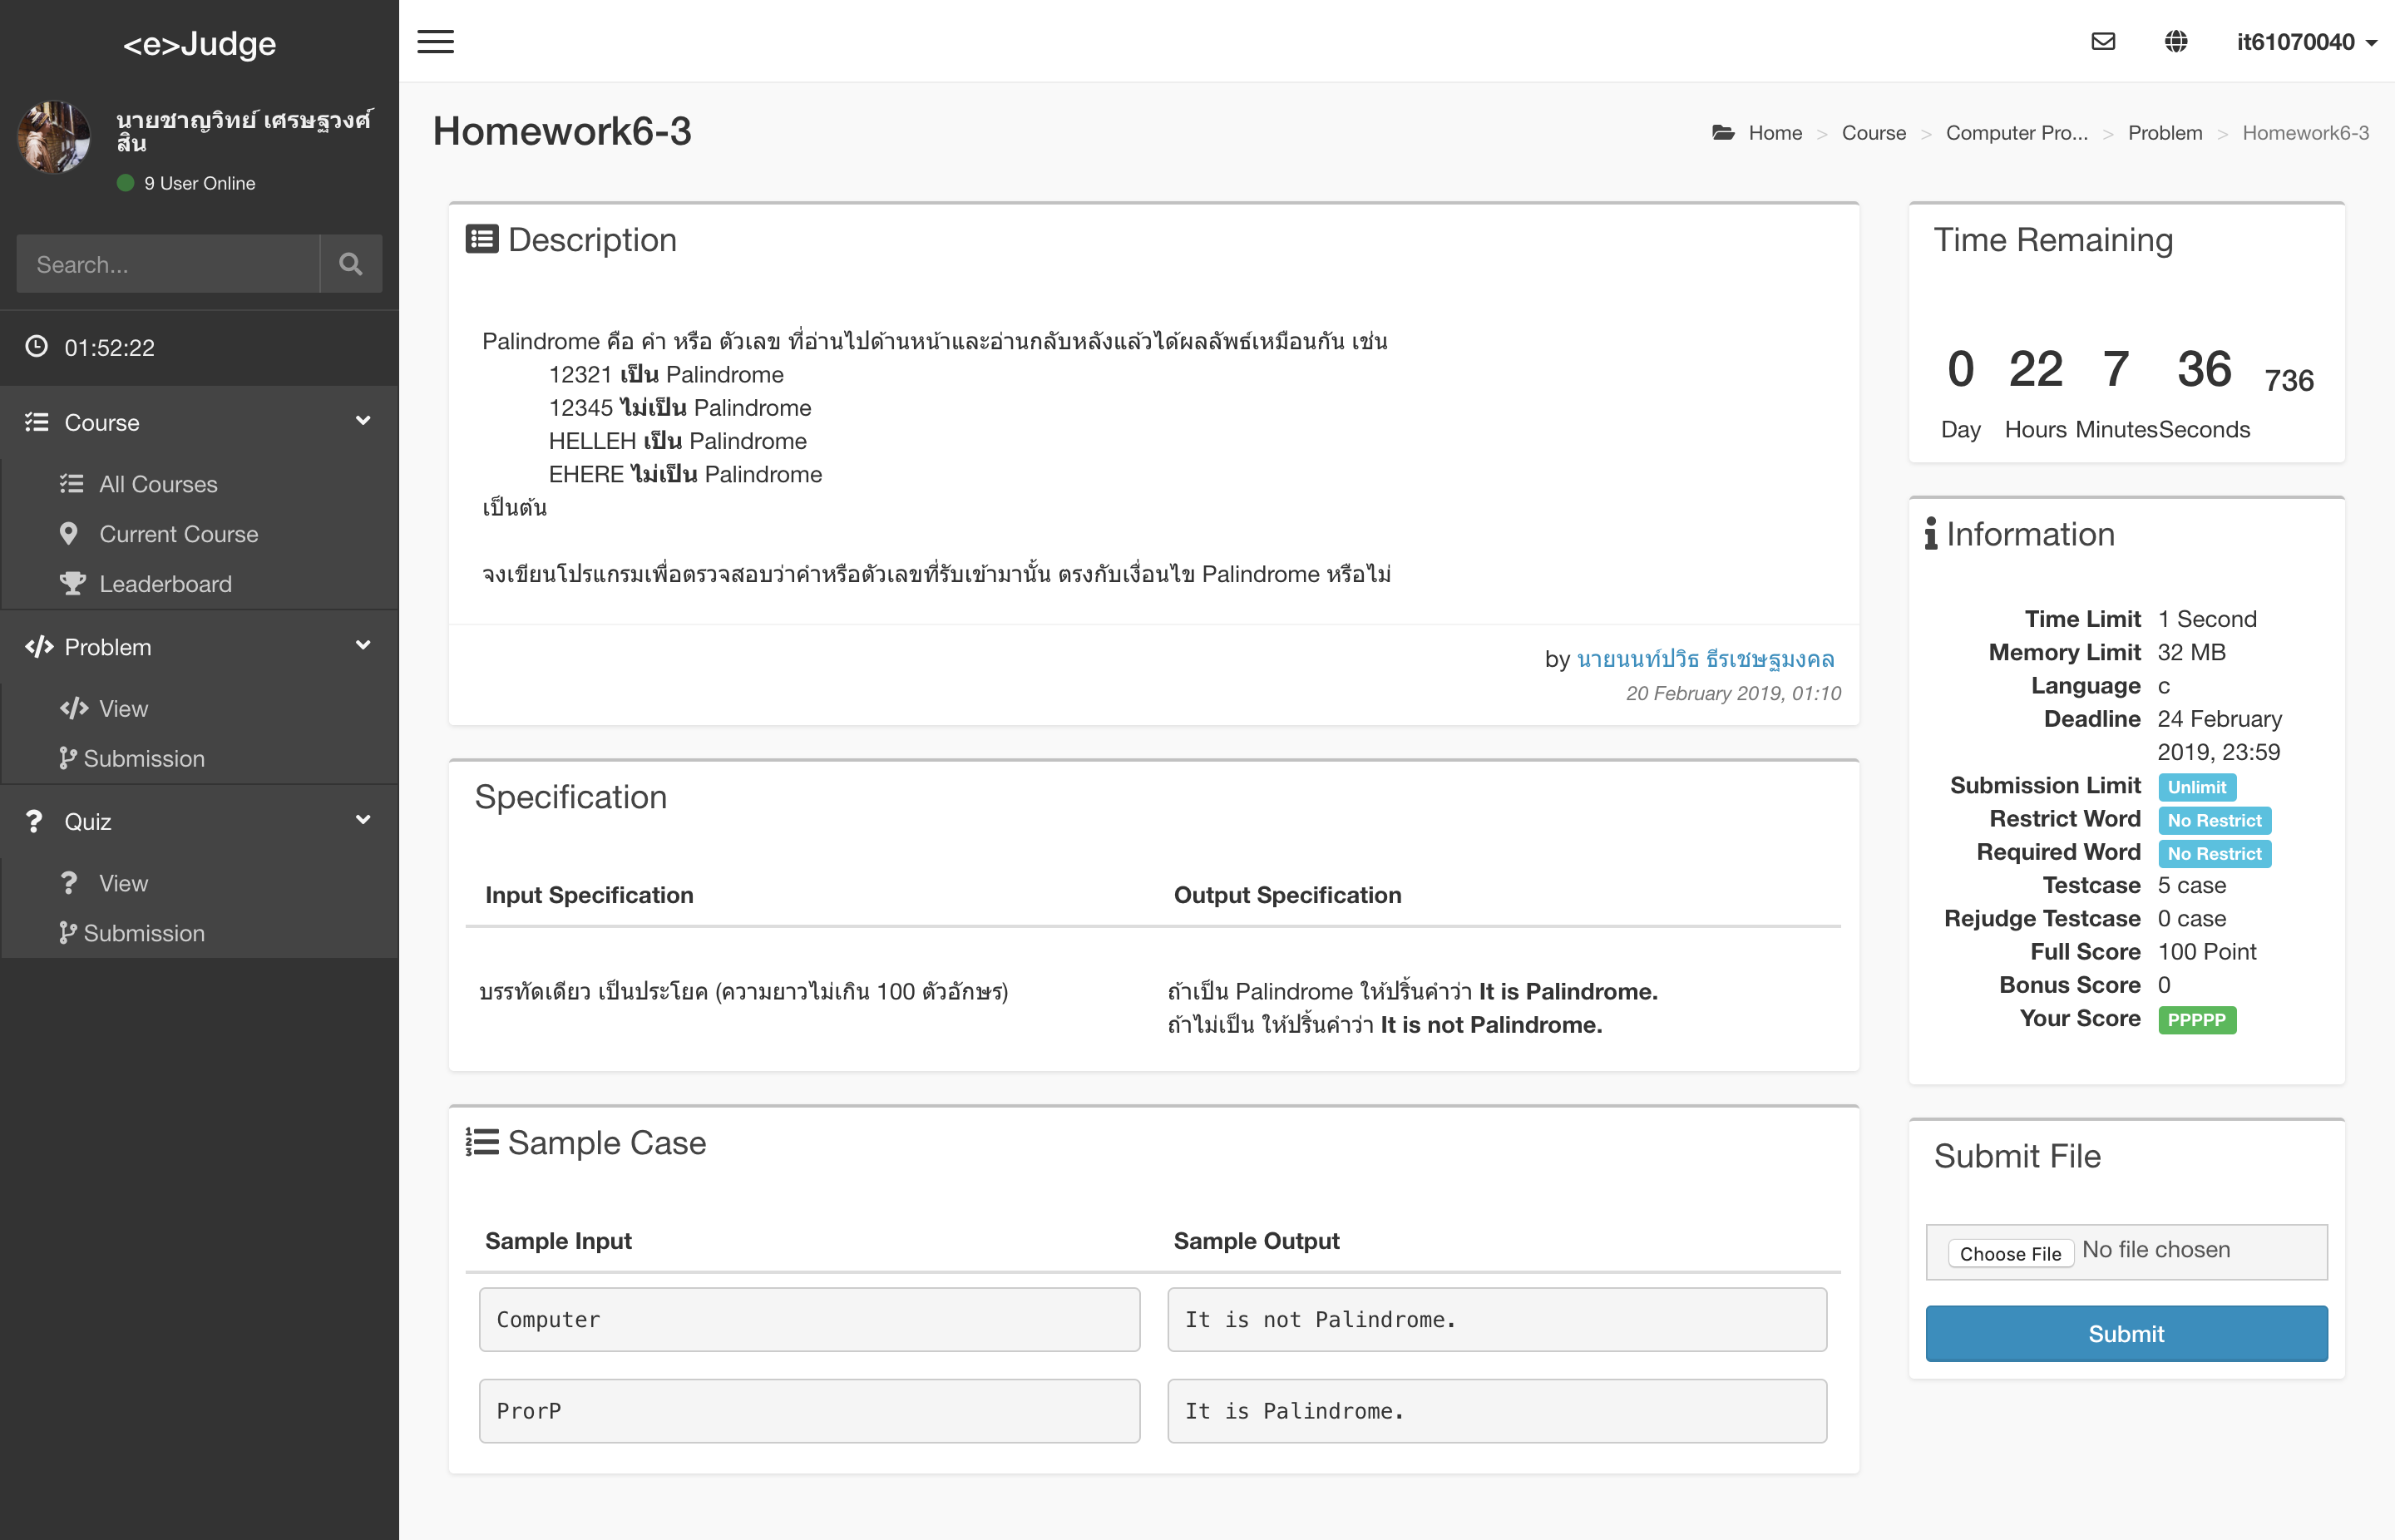 <e>Judge
นายชาญวิทย์ เศรษฐวงศ์
สิน
9 User Online
Search...
01:52:22
Course
All Courses
Current Course
Leaderboard
Problem
View
Submission
Quiz
View
Submission
it61070040
Homework6-3
Home > Course > Computer Pro... > Problem > Homework6-3
Description
Palindrome คือ คำ หรือ ตัวเลข ที่อ่านไปด้านหน้าและอ่านกลับหลังแล้วได้ผลลัพธ์เหมือนกัน เช่น
12321 เป็น Palindrome
12345 ไม่เป็น Palindrome
HELLEH เป็น Palindrome
EHERE ไม่เป็น Palindrome
เป็นต้น
จงเขียนโปรแกรมเพื่อตรวจสอบว่าคำหรือตัวเลขที่รับเข้ามานั้น ตรงกับเงื่อนไข Palindrome หรือไม่
by นายนนท์ปวิธ ธีรเชษฐมงคล
20 February 2019, 01:10
Specification
Input Specification Output Specification
บรรทัดเดียว เป็นประโยค (ความยาวไม่เกิน 100 ตัวอักษร)
ถ้าเป็น Palindrome ให้ปริ้นคำว่า It is Palindrome.
ถ้าไม่เป็น ให้ปริ้นคำว่า It is not Palindrome.
Sample Case
Sample Input Sample Output
Computer It is not Palindrome.
ProrP It is Palindrome.
Time Remaining
0 22 7 36 736
Day Hours Minutes Seconds
Information
Time Limit 1 Second
Memory Limit 32 MB
Language c
Deadline 24 February
2019, 23:59
Submission Limit Unlimit
Restrict Word No Restrict
Required Word No Restrict
Testcase 5 case
Rejudge Testcase 0 case
Full Score 100 Point
Bonus Score 0
Your Score PPPPP
Submit File
Choose File No file chosen
Submit